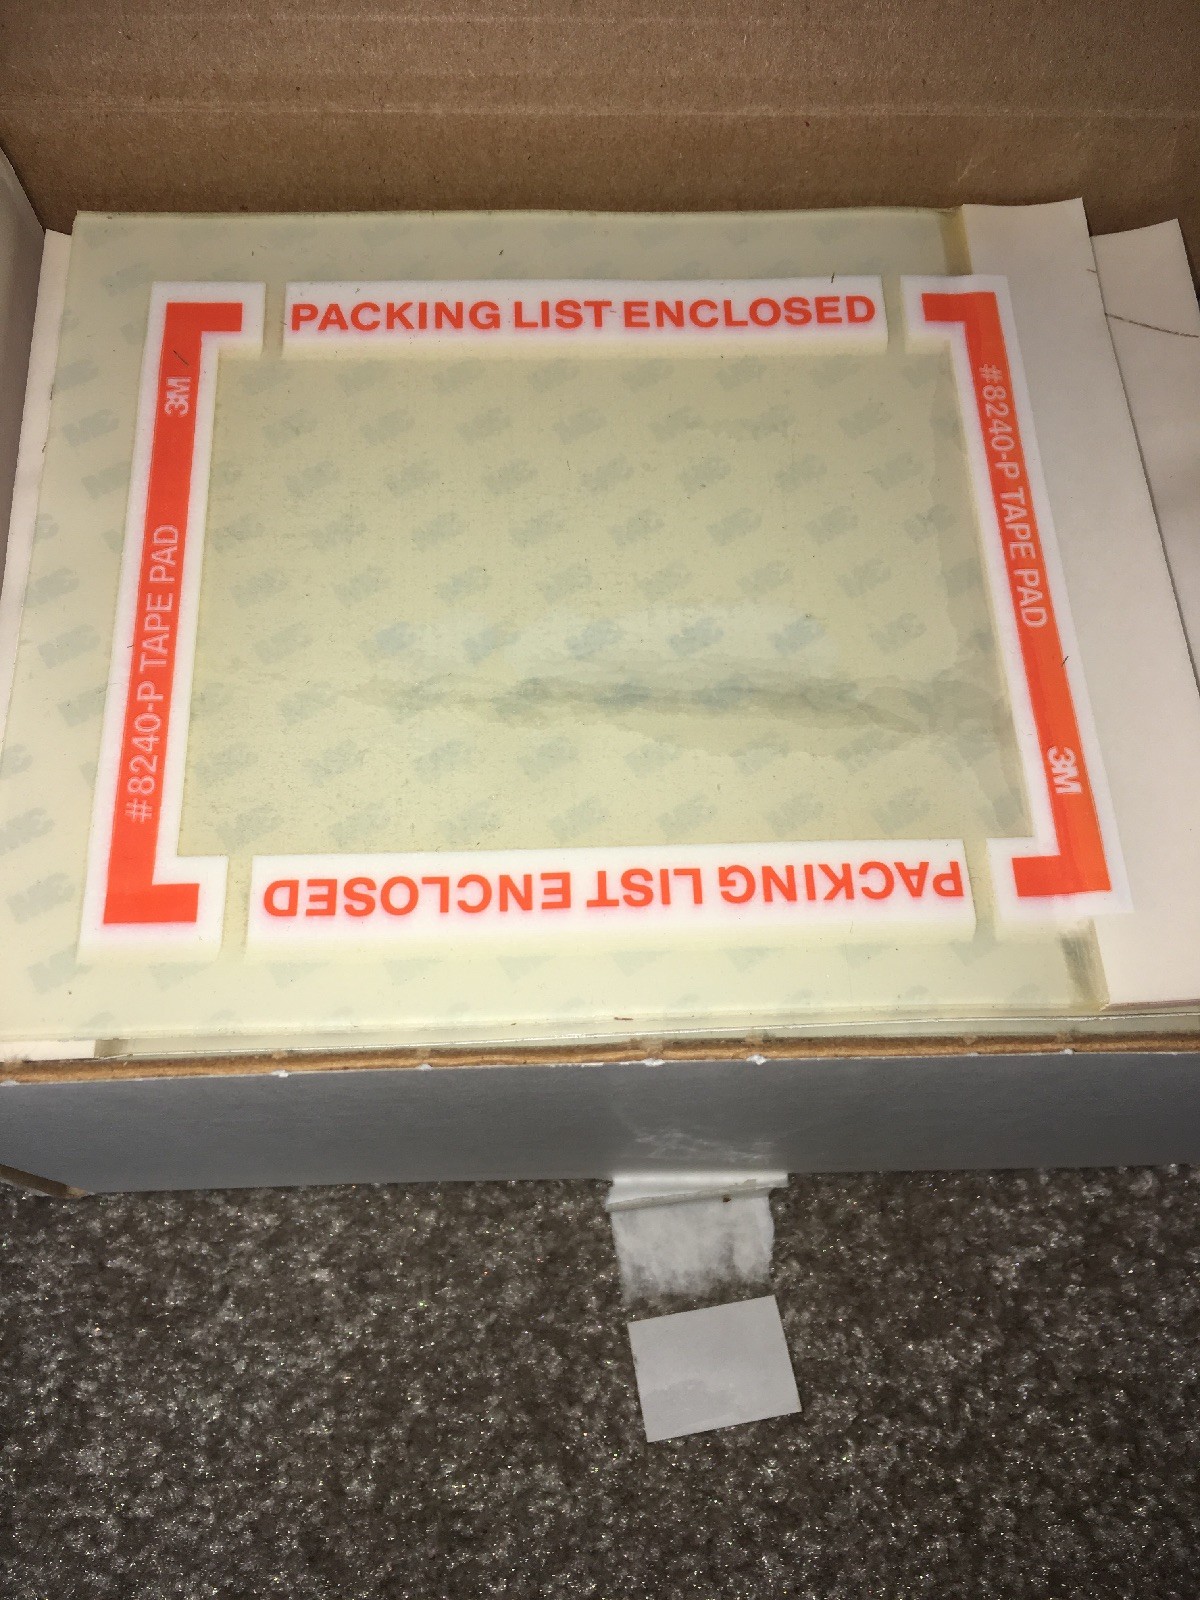 PACKING LIST ENCLOSED
3M
#8240-P TAPE PAD
#8240-P TAPE PAD
3M
PACKING LIST ENCLOSED